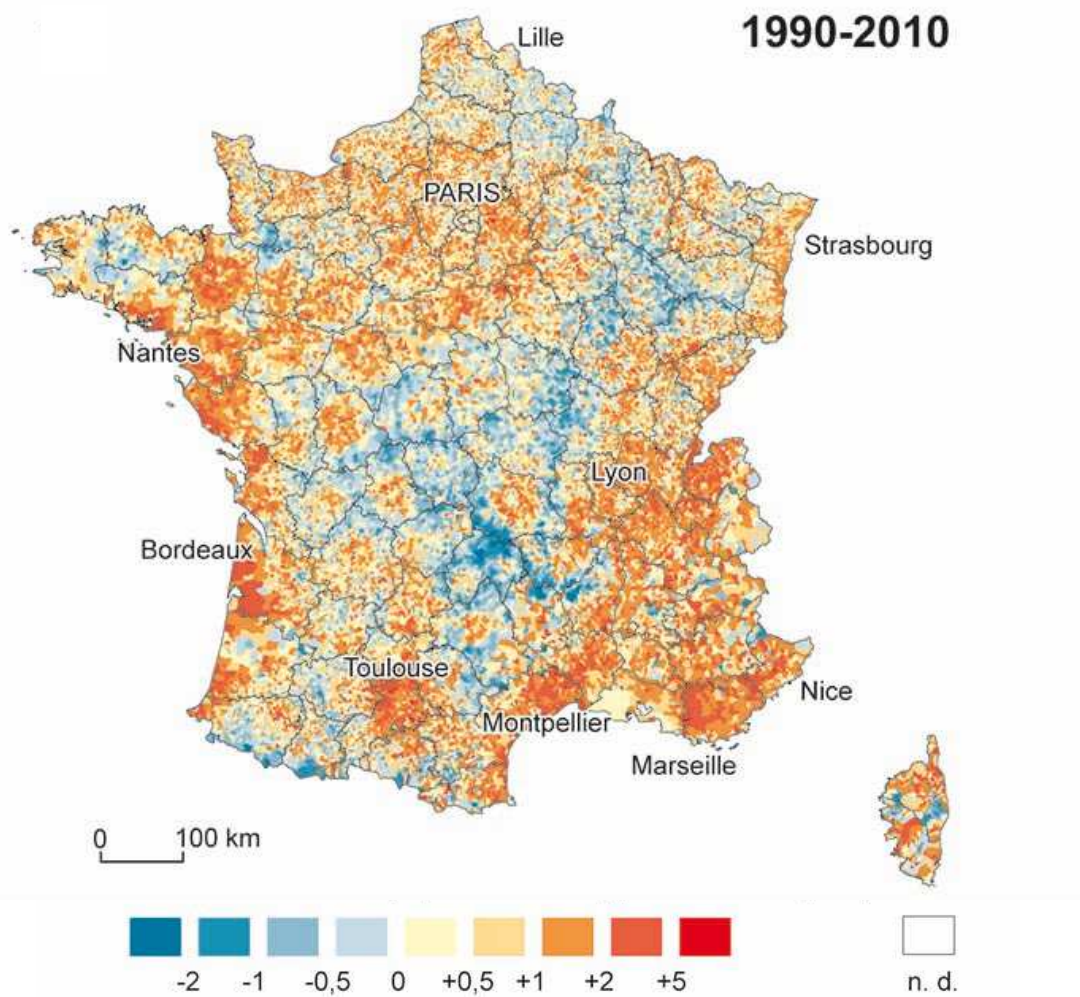 1990-2010
Lille
PARIS
Strasbourg
Nantes
Lyon
Bordeaux
Toulouse
Nice
Montpellier
Marseille
0 100 km
-2 -1 -0,5 0 +0,5 +1 +2 +5 n. d.